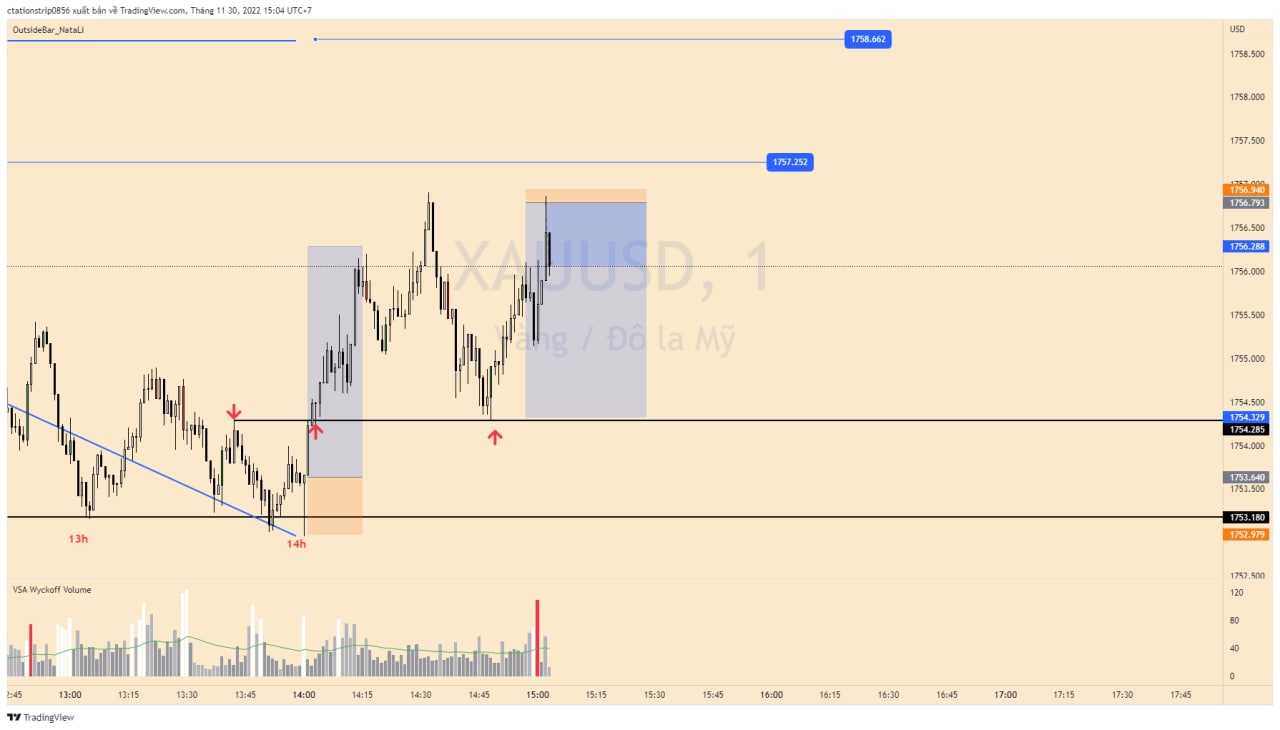 ctationstrip0856 xuất bản về TradingView.com, Tháng 11 30, 2022 15:04 UTC+7
OutsideBar_NataLi
USD
1758.662
1758.500
1758.000
1757.500
1757.252
1757.000
1756.940
1756.793
1756.500
1756.288
XAUUSD, 1
1756.000
1755.500
Vàng / Đô la Mỹ
1755.000
1754.500
1754.329
1754.285
1754.000
1753.640
1753.500
1753.180
1752.979
13h
14h
1752.500
VSA Wyckoff Volume
120
80
40
0
2:45 13:00 13:15 13:30 13:45 14:00 14:15 14:30 14:45 15:00 15:15 15:30 15:45 16:00 16:15 16:30 16:45 17:00 17:15 17:30 17:45
TradingView